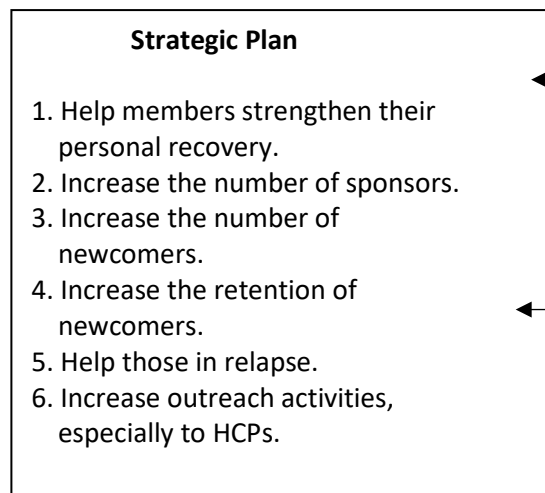 Strategic Plan
1. Help members strengthen their
personal recovery.
2. Increase the number of sponsors.
3. Increase the number of
newcomers.
4. Increase the retention of
newcomers.
5. Help those in relapse.
6. Increase outreach activities,
especially to HCPs.